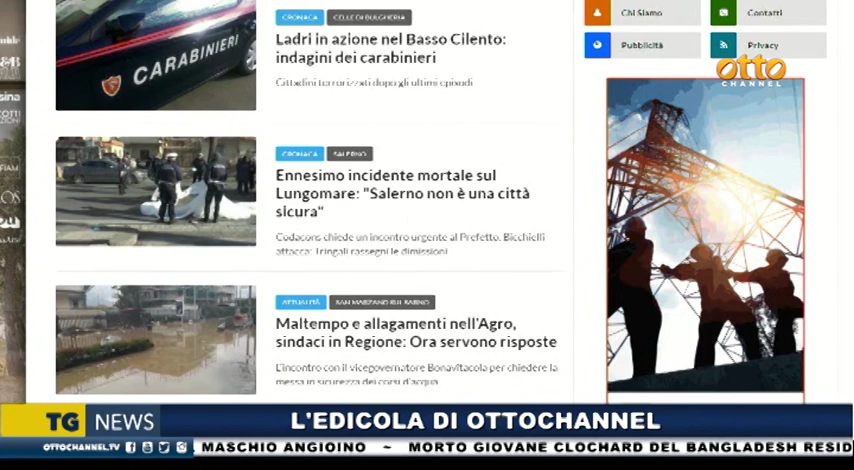 CRONACA CELLE DI BULGHERIA
Ladri in azione nel Basso Cilento:
indagini dei carabinieri
Cittadini terrorizzati dopo gli ultimi episodi
CARABINIERI
CRONACA SALERNO
Ennesimo incidente mortale sul
Lungomare: "Salerno non è una città
sicura"
Codacons chiede un incontro urgente al Prefetto. Bicchielli
attacca: Tringali rassegni le dimissioni
ATTUALITÀ SAN MARZANO SUL SARNO
Maltempo e allagamenti nell'Agro,
sindaci in Regione: Ora servono risposte
L'incontro con il vicegovernatore Bonavitacola per chiedere la
messa in sicurezza dei corsi d'acqua
Chi Siamo Contatti
Pubblicità Privacy
otto
CHANNEL
TG NEWS L'EDICOLA DI OTTOCHANNEL
OTTOCHANNEL.TV MASCHIO ANGIOINO ~ MORTO GIOVANE CLOCHARD DEL BANGLADESH RESID